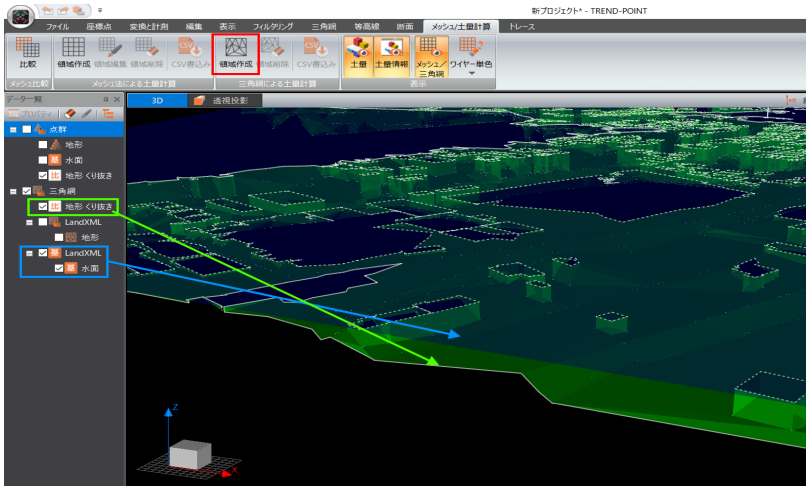 新プロジェクト* - TREND-POINT
ファイル 座標点 変換と計測 編集 表示 フィルタリング 三角網 等高線 断面 メッシュ/土量計算 トレース
比較 領域作成 領域編集 領域削除 CSV書込み 領域作成 領域削除 CSV書込み 土量 土量情報 メッシュ/三角網 ワイヤー単色
メッシュ比較 メッシュ法による土量計算 三角網による土量計算 表示
データ一覧 3D 透視投影
プロパティ
点群
地形
基 水面
比 地形くり抜き
三角網
比 地形くり抜き
LandXML
地形
基 LandXML
基 水面
Z
X